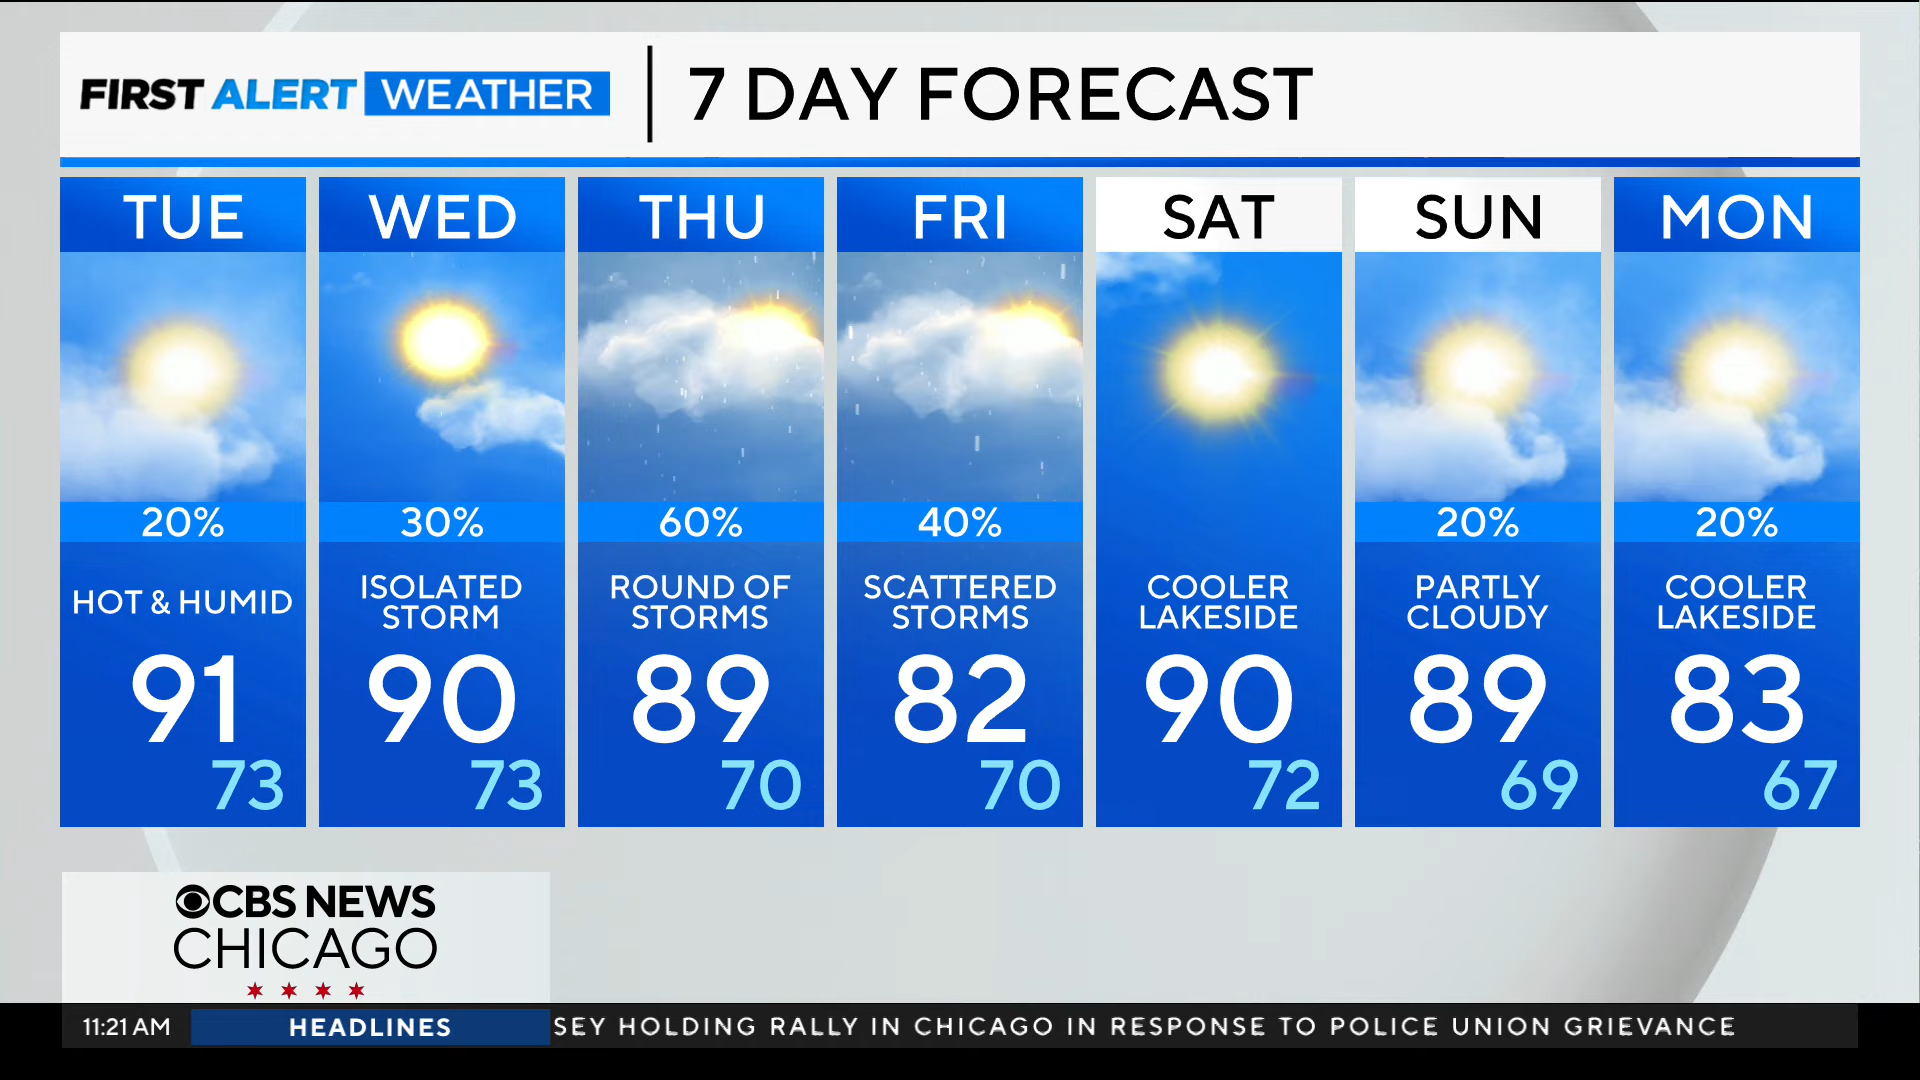 FIRST ALERT WEATHER
7 DAY FORECAST
TUE
20%
HOT & HUMID
91
73
WED
30%
ISOLATED
STORM
90
73
THU
60%
ROUND OF
STORMS
89
70
FRI
40%
SCATTERED
STORMS
82
70
SAT
COOLER
LAKESIDE
90
72
SUN
20%
PARTLY
CLOUDY
89
69
MON
20%
COOLER
LAKESIDE
83
67
CBS NEWS
CHICAGO
11:21 AM
HEADLINES
SEY HOLDING RALLY IN CHICAGO IN RESPONSE TO POLICE UNION GRIEVANCE